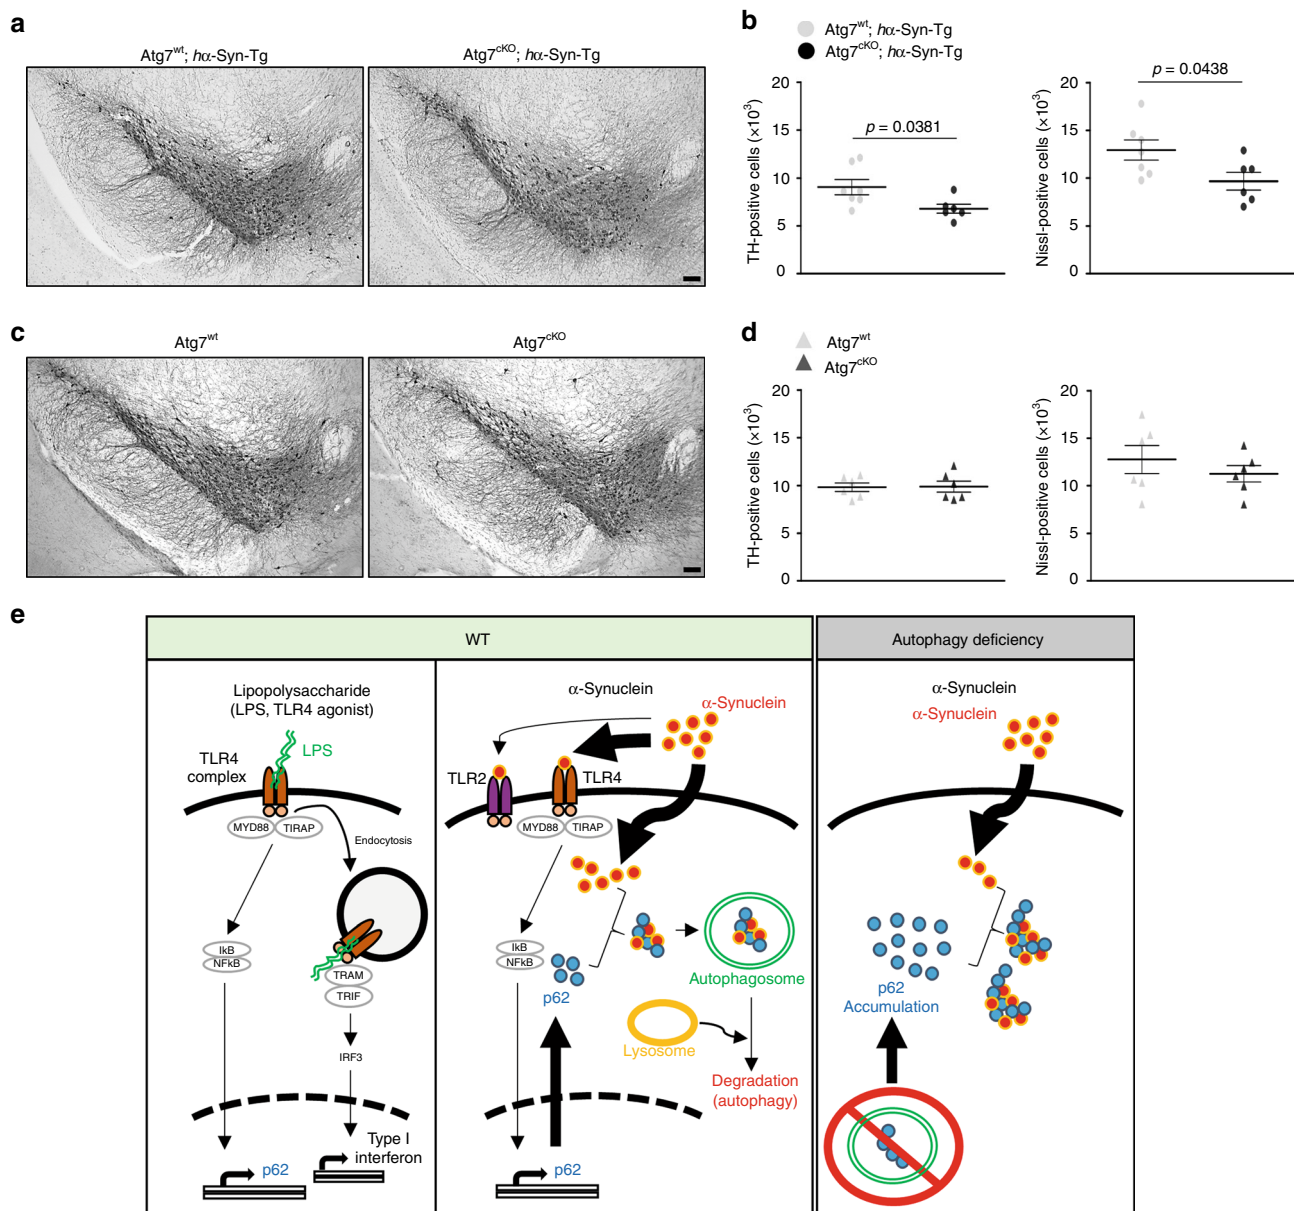 a
Atg7wt; hα-Syn-Tg
Atg7cKO; hα-Syn-Tg
b
Atg7wt; hα-Syn-Tg
Atg7cKO; hα-Syn-Tg
TH-positive cells (×10³)
20
15
10
5
0
p = 0.0381
Nissl-positive cells (×10³)
20
15
10
5
0
p = 0.0438
c
Atg7wt
Atg7cKO
d
Atg7wt
Atg7cKO
TH-positive cells (×10³)
20
15
10
5
0
Nissl-positive cells (×10³)
20
15
10
5
0
e
WT
Autophagy deficiency
Lipopolysaccharide
(LPS, TLR4 agonist)
LPS
TLR4
complex
MYD88
TIRAP
Endocytosis
IkB
NFkB
TRAM
TRIF
IRF3
Type I
interferon
p62
α-Synuclein
α-Synuclein
TLR2
TLR4
MYD88
TIRAP
IkB
NFkB
p62
Autophagosome
Lysosome
Degradation
(autophagy)
p62
α-Synuclein
α-Synuclein
p62
Accumulation